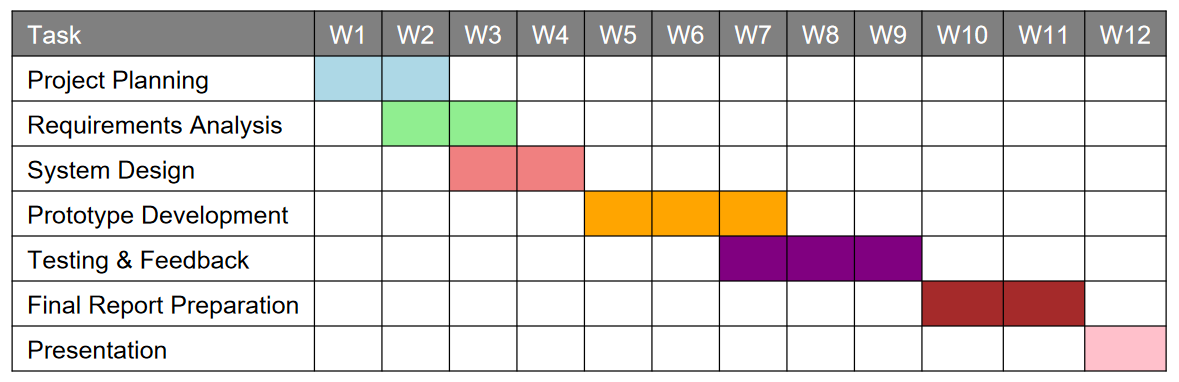 Task W1 W2 W3 W4 W5 W6 W7 W8 W9 W10 W11 W12
Project Planning
Requirements Analysis
System Design
Prototype Development
Testing & Feedback
Final Report Preparation
Presentation